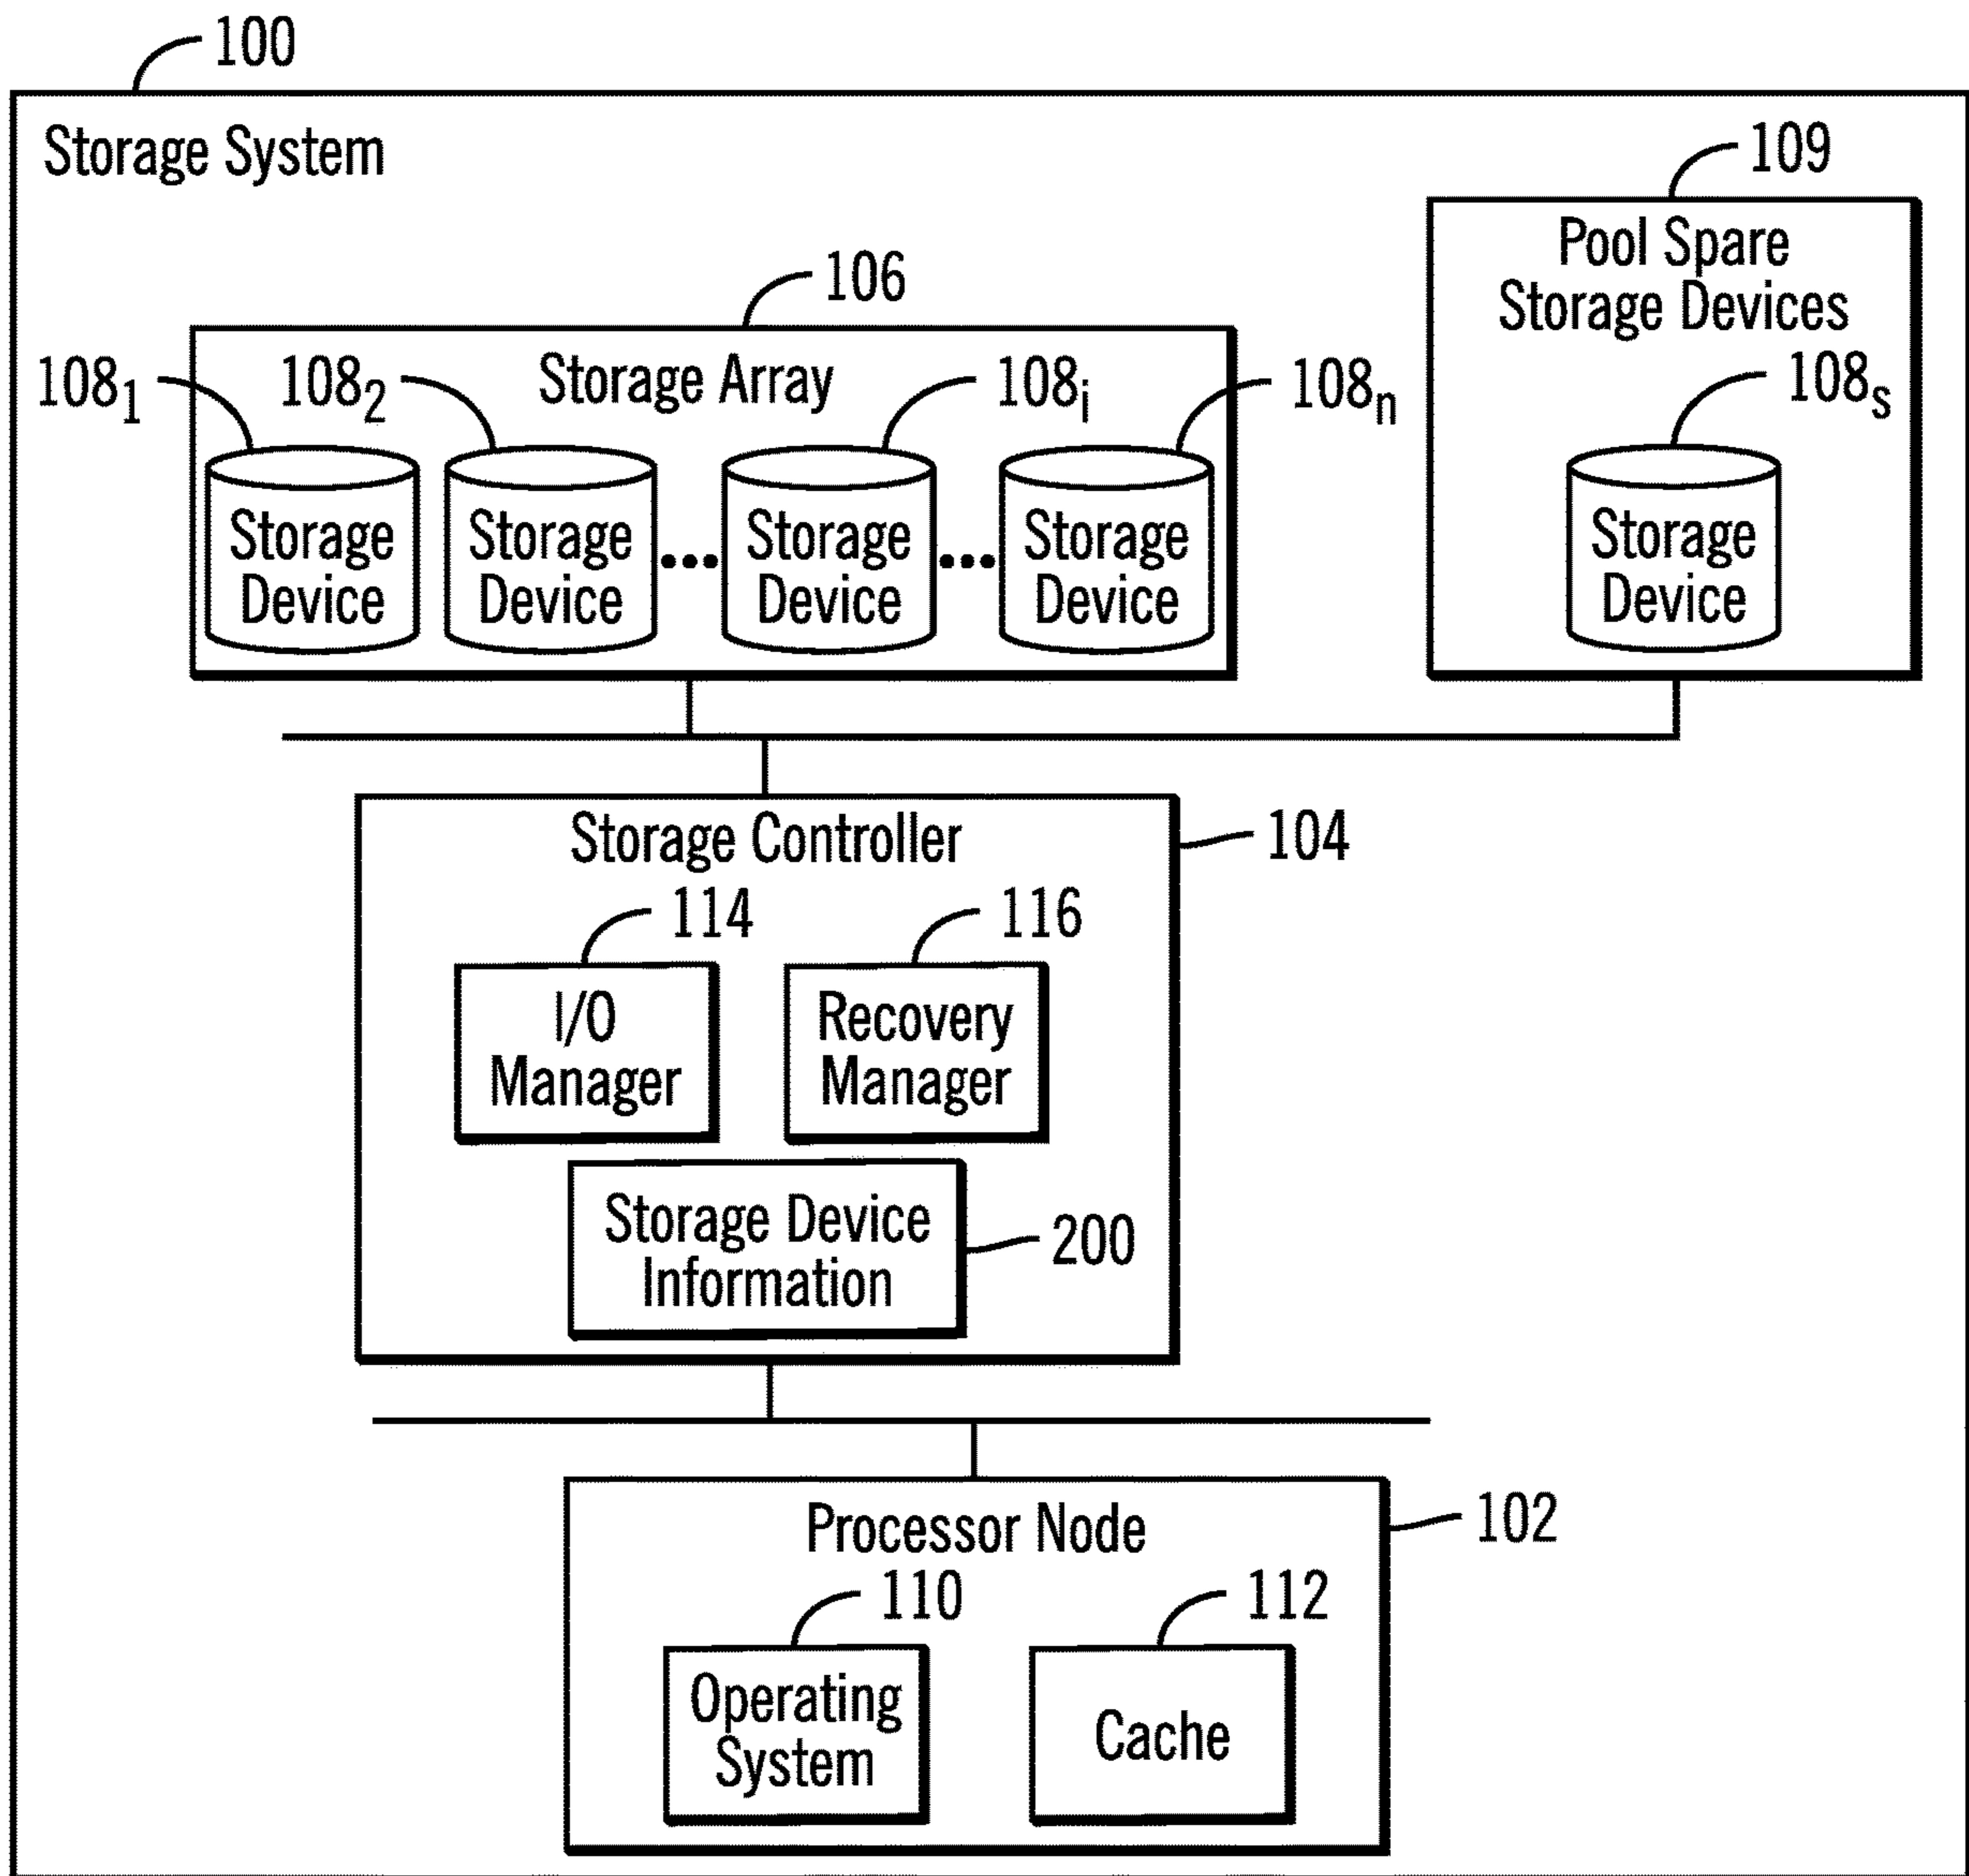 100
Storage System
109
Pool Spare
Storage Devices
106
Storage Array
108₁
108₂
108ᵢ
108ₙ
108ₛ
Storage
Device
Storage
Device
...
Storage
Device
...
Storage
Device
Storage
Device
Storage Controller
104
114
116
I/O
Manager
Recovery
Manager
Storage Device
Information
200
Processor Node
102
110
112
Operating
System
Cache